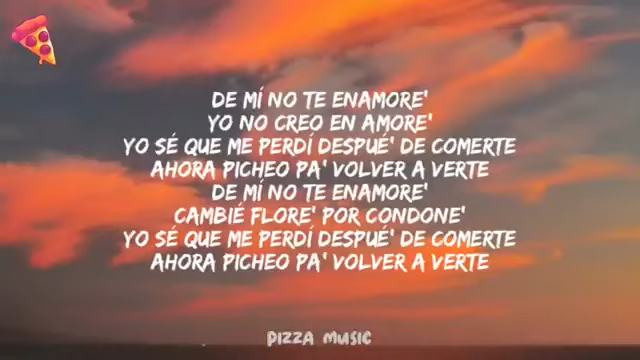 DE MÍ NO TE ENAMORE'
YO NO CREO EN AMORE'
YO SÉ QUE ME PERDÍ DESPUÉ' DE COMERTE
AHORA PICHEO PA' VOLVER A VERTE
DE MÍ NO TE ENAMORE'
CAMBIÉ FLORE' POR CONDONE'
YO SÉ QUE ME PERDÍ DESPUÉ' DE COMERTE
AHORA PICHEO PA' VOLVER A VERTE
PIZZA MUSIC